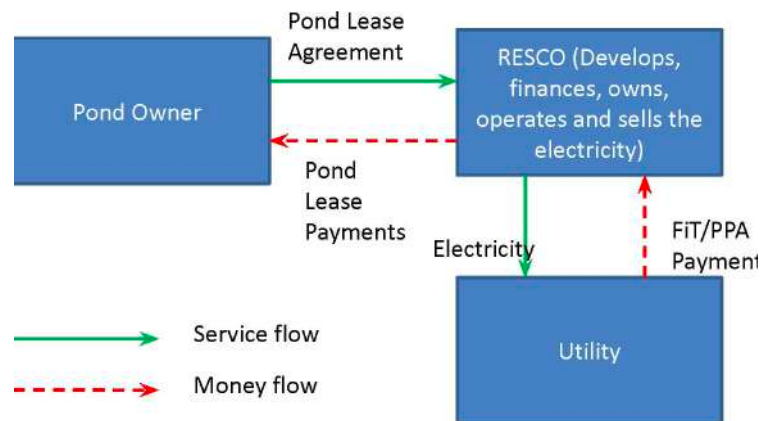 Pond Lease
Agreement
Pond Owner
RESCO (Develops,
finances, owns,
operates and sells the
electricity)
Pond
Lease
Payments
Electricity
FiT/PPA
Payment
Utility
Service flow
Money flow